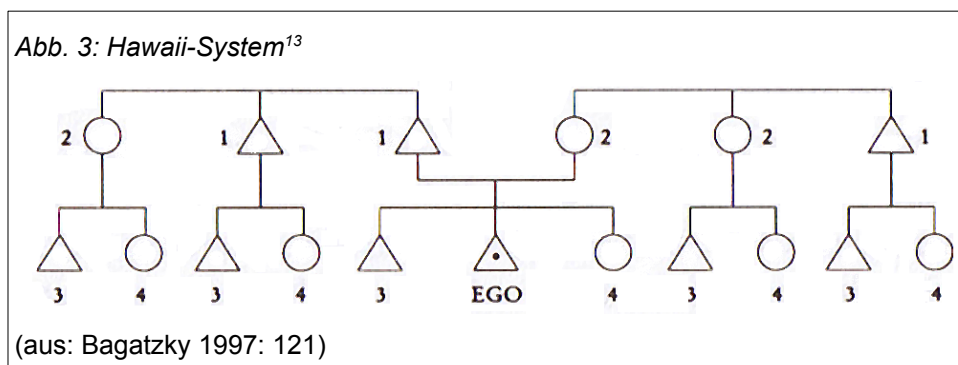 Abb. 3: Hawaii-System¹³
2 1 1 2 2 1
3 4 3 4 3 EGO 4 3 4 3 4
(aus: Bagatzky 1997: 121)